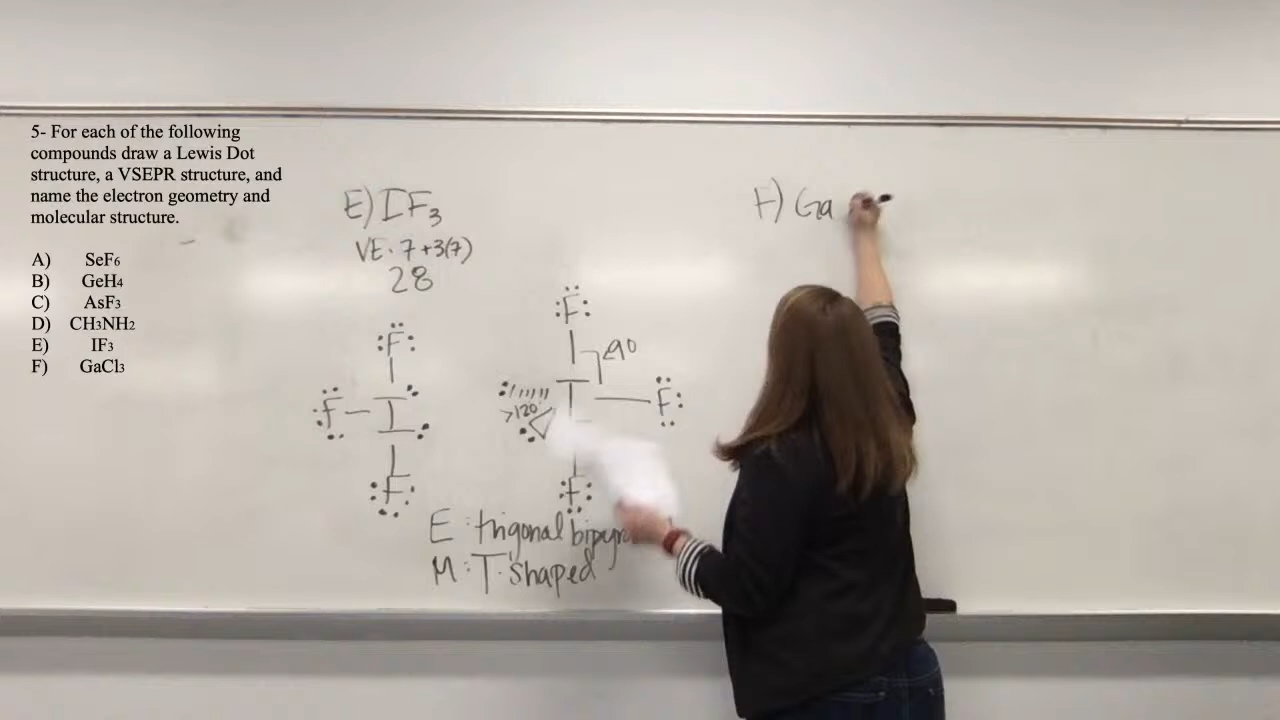 5- For each of the following
compounds draw a Lewis Dot
structure, a VSEPR structure, and
name the electron geometry and
molecular structure.
A) SeF₆
B) GeH₄
C) AsF₃
D) CH₃NH₂
E) IF₃
F) GaCl₃
E) IF₃
VE. 7+3(7)
28
F
F I
F
F
<90
I F
>120
F
E: trigonal
M: T-shaped
F) Ga